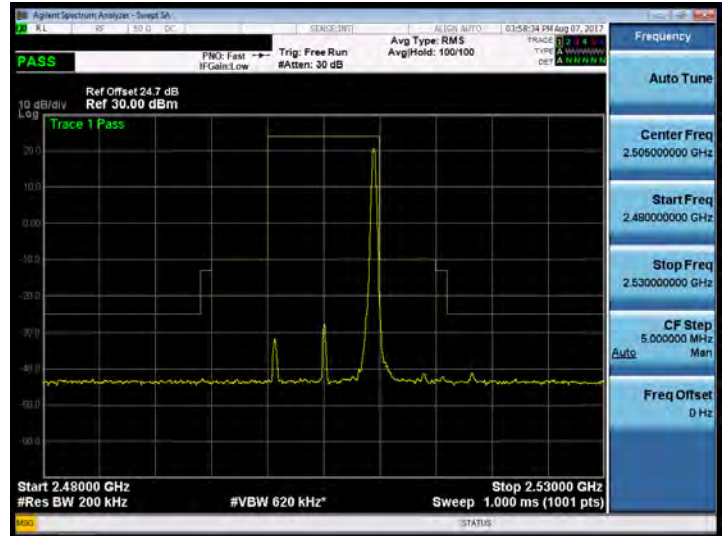 Agilent Spectrum Analyzer - Swept SA
RL RF 50 Ω DC SENSE:INT ALIGN AUTO 03:58:34 PM Aug 07, 2017
PASS
PNO: Fast
IFGain:Low
Trig: Free Run
#Atten: 30 dB
Avg Type: RMS
Avg|Hold: 100/100
TRACE 1 2 3 4 5 6
TYPE A
DET A N N N N N
Ref Offset 24.7 dB
10 dB/div Ref 30.00 dBm
Log
Trace 1 Pass
20.0
10.0
0.00
-10.0
-20.0
-30.0
-40.0
-50.0
-60.0
Start 2.48000 GHz Stop 2.53000 GHz
#Res BW 200 kHz #VBW 620 kHz* Sweep 1.000 ms (1001 pts)
MSG STATUS
Frequency
Auto Tune
Center Freq
2.505000000 GHz
Start Freq
2.480000000 GHz
Stop Freq
2.530000000 GHz
CF Step
5.000000 MHz
Auto Man
Freq Offset
0 Hz